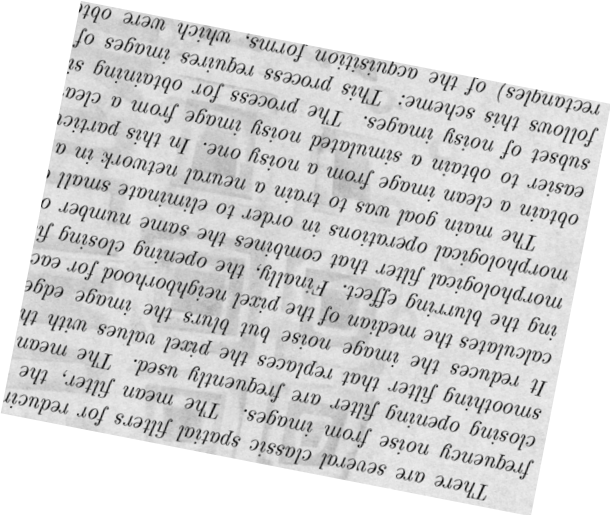 There are several classic spatial filters for reducin
frequency noise from images. The mean filter, the
closing opening filter are frequently used. The mean
smoothing filter that replaces the pixel values with th
It reduces the image noise but blurs the image edge
calculates the median of the pixel neighborhood for eac
ing the blurring effect. Finally, the opening closing fi
morphological filter that combines the same number o
morphological operations in order to eliminate small
The main goal was to train a neural network in a
obtain a clean image from a noisy one. In this particu
easier to obtain a simulated noisy image from a clea
subset of noisy images. The process for obtaining si
follows this scheme: This process requires images of
rectangles) of the acquisition forms, which were obt